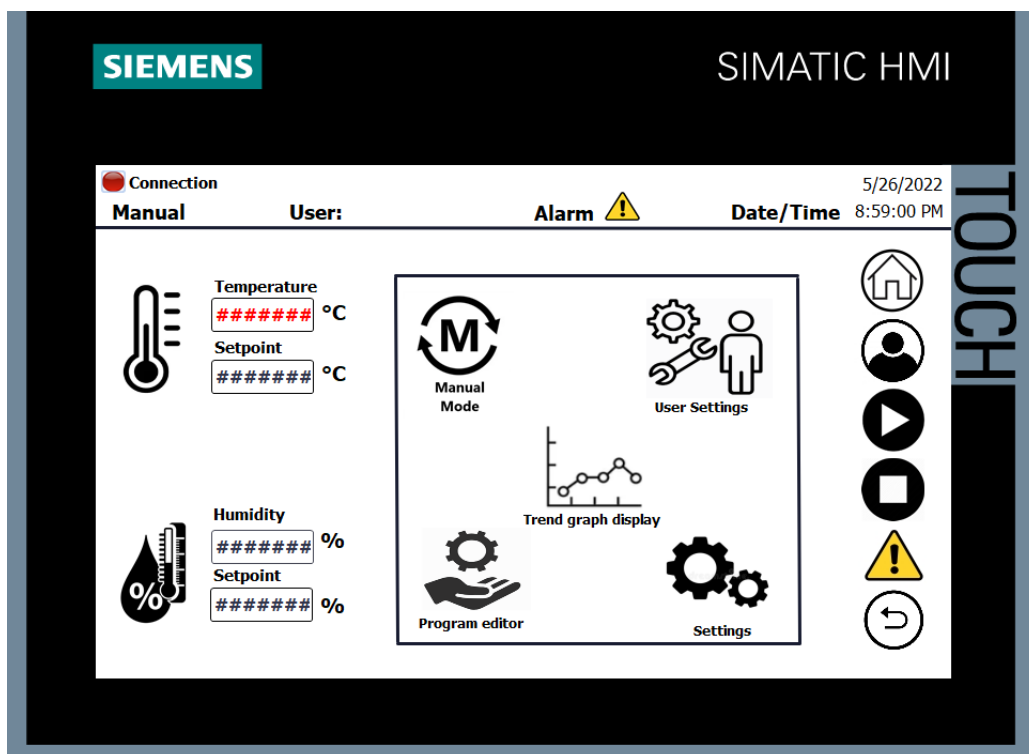 SIEMENS
SIMATIC HMI
TOUCH
Connection
5/26/2022
Manual
User:
Alarm
Date/Time
8:59:00 PM
Temperature
####### °C
Setpoint
####### °C
M
Manual
Mode
User Settings
Trend graph display
Humidity
####### %
Setpoint
####### %
%
Program editor
Settings